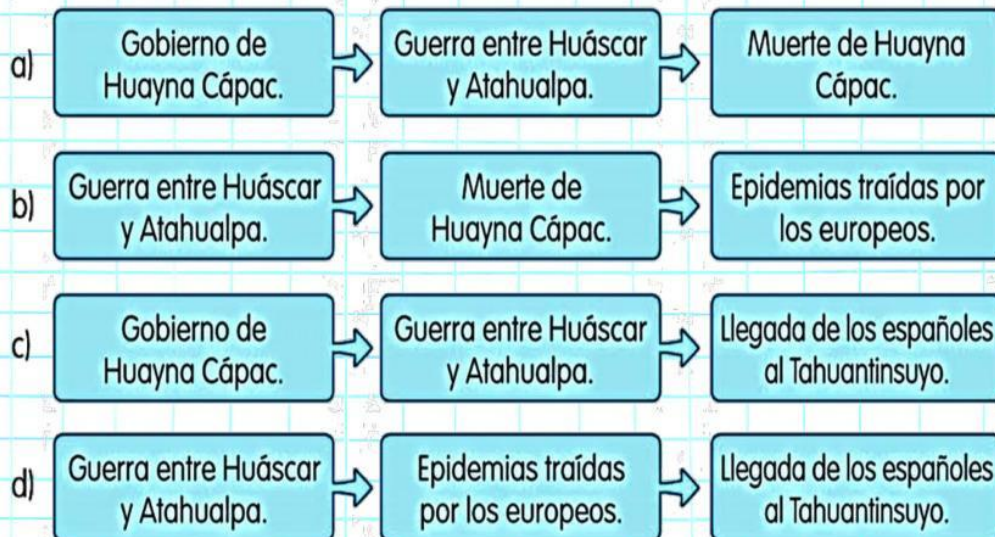 a)
Gobierno de
Huayna Cápac.
Guerra entre Huáscar
y Atahualpa.
Muerte de Huayna
Cápac.
b)
Guerra entre Huáscar
y Atahualpa.
Muerte de
Huayna Cápac.
Epidemias traídas por
los europeos.
c)
Gobierno de
Huayna Cápac.
Guerra entre Huáscar
y Atahualpa.
Llegada de los españoles
al Tahuantinsuyo.
d)
Guerra entre Huáscar
y Atahualpa.
Epidemias traídas
por los europeos.
Llegada de los españoles
al Tahuantinsuyo.